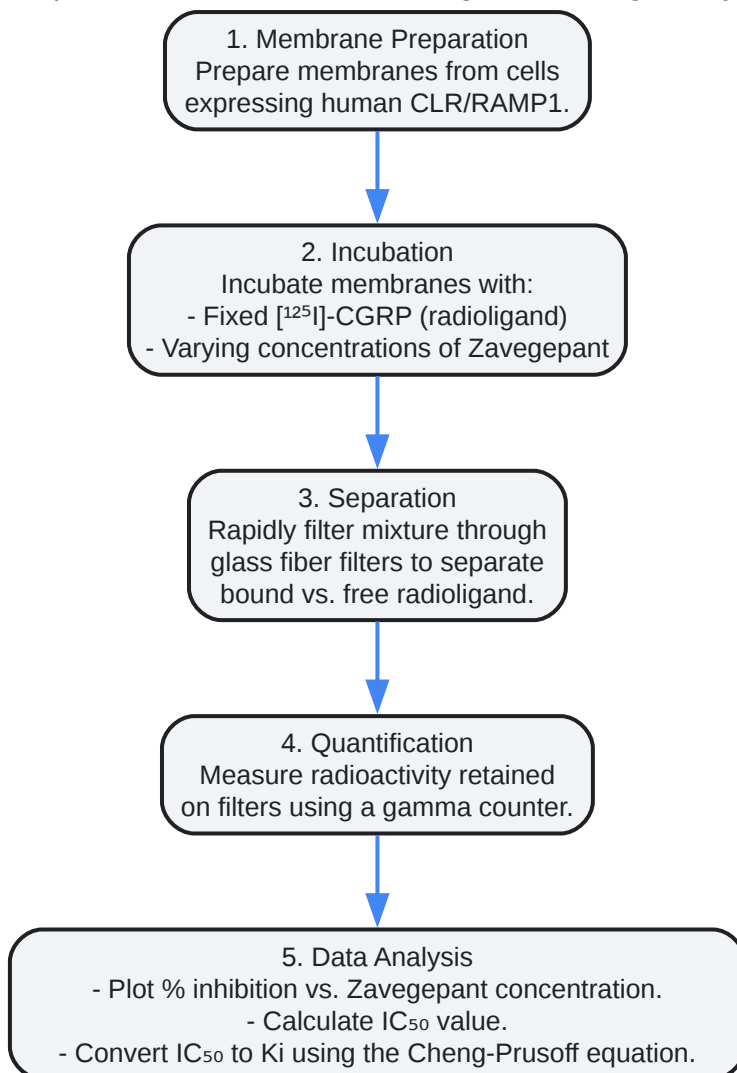 1. Membrane Preparation
Prepare membranes from cells
expressing human CLR/RAMP1.
2. Incubation
Incubate membranes with:
- Fixed [¹²⁵I]-CGRP (radioligand)
- Varying concentrations of Zavegepant
3. Separation
Rapidly filter mixture through
glass fiber filters to separate
bound vs. free radioligand.
4. Quantification
Measure radioactivity retained
on filters using a gamma counter.
5. Data Analysis
- Plot % inhibition vs. Zavegepant concentration.
- Calculate IC₅₀ value.
- Convert IC₅₀ to Ki using the Cheng-Prusoff equation.